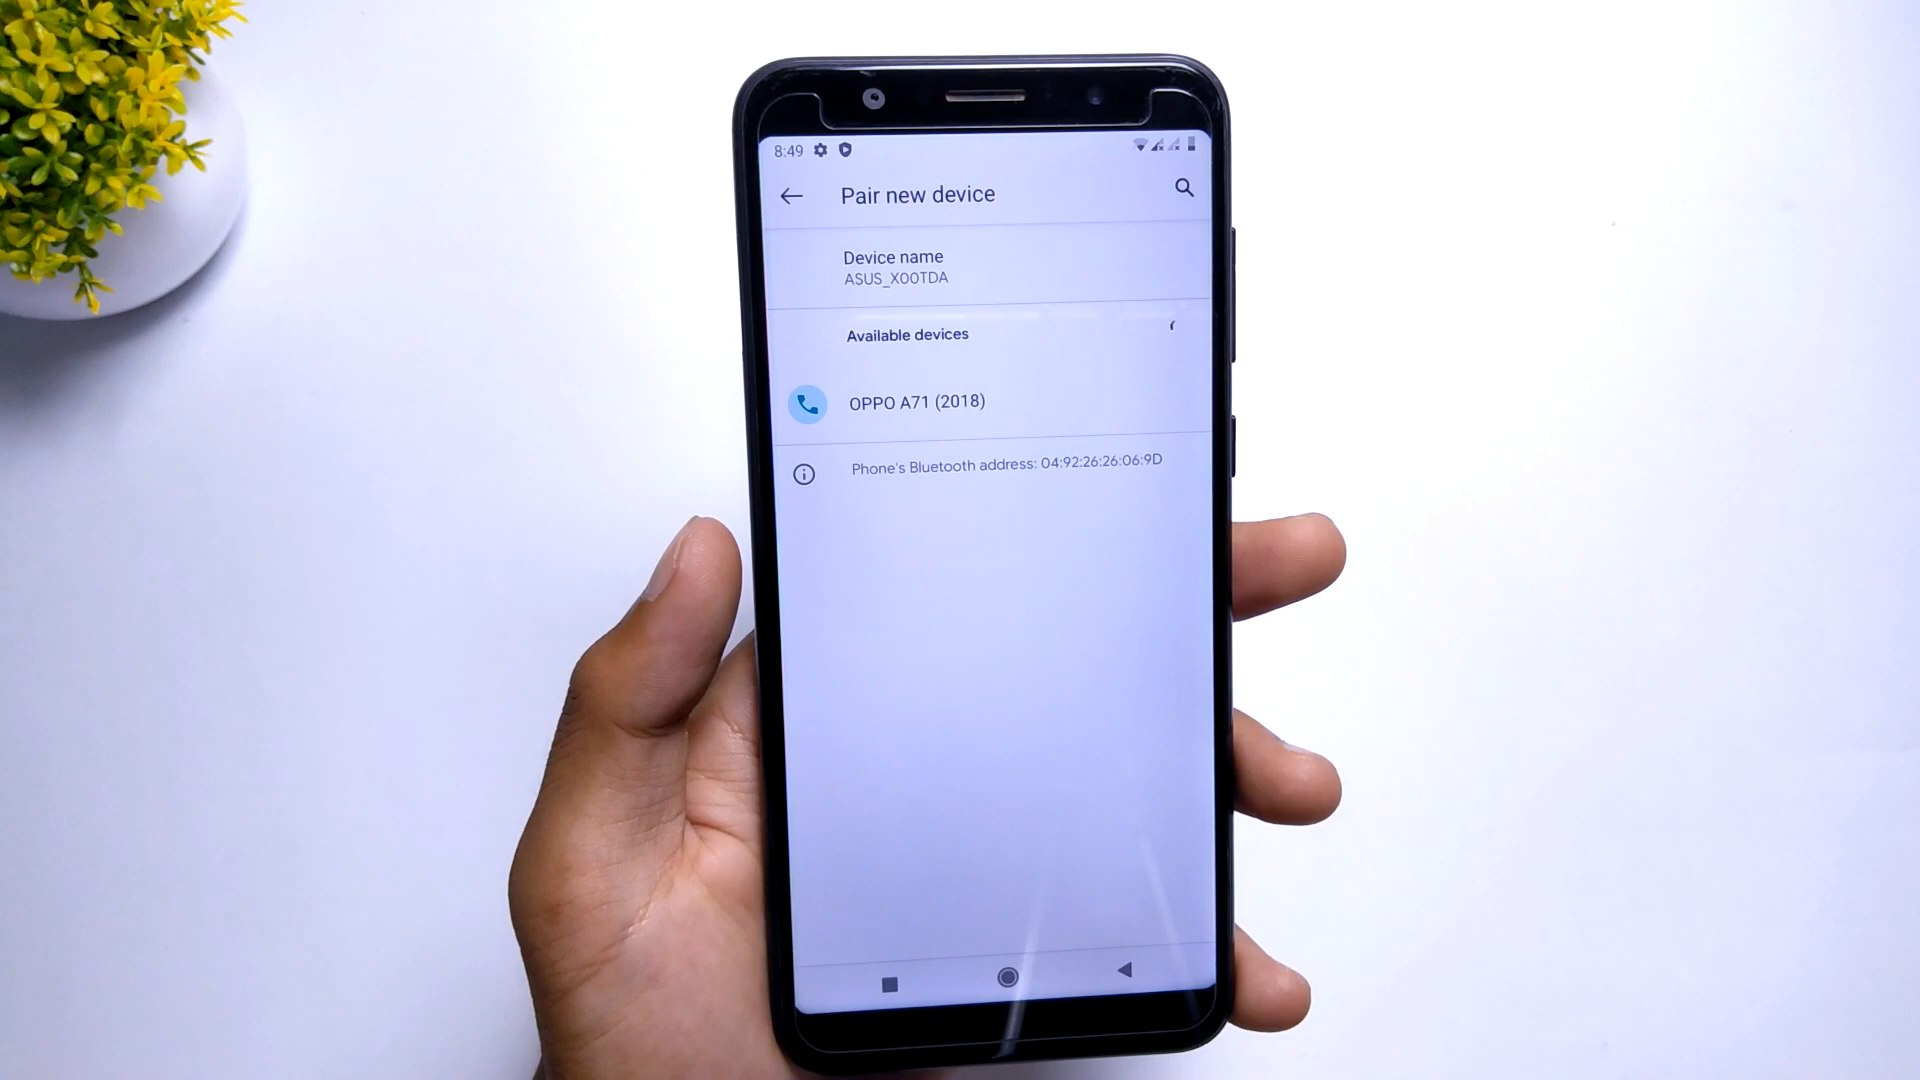 8:49
Pair new device
Device name
ASUS_X00TDA
Available devices
OPPO A71 (2018)
Phone's Bluetooth address: 04:92:26:26:06:9D